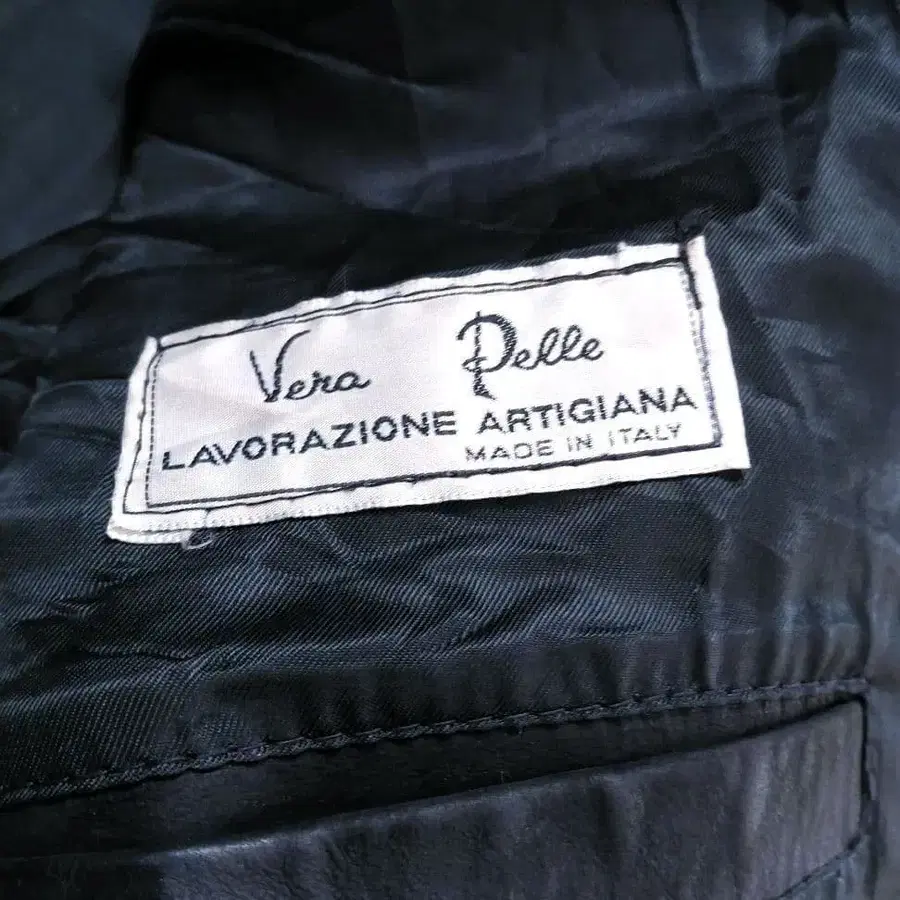 Vera Pelle
LAVORAZIONE ARTIGIANA
MADE IN ITALY